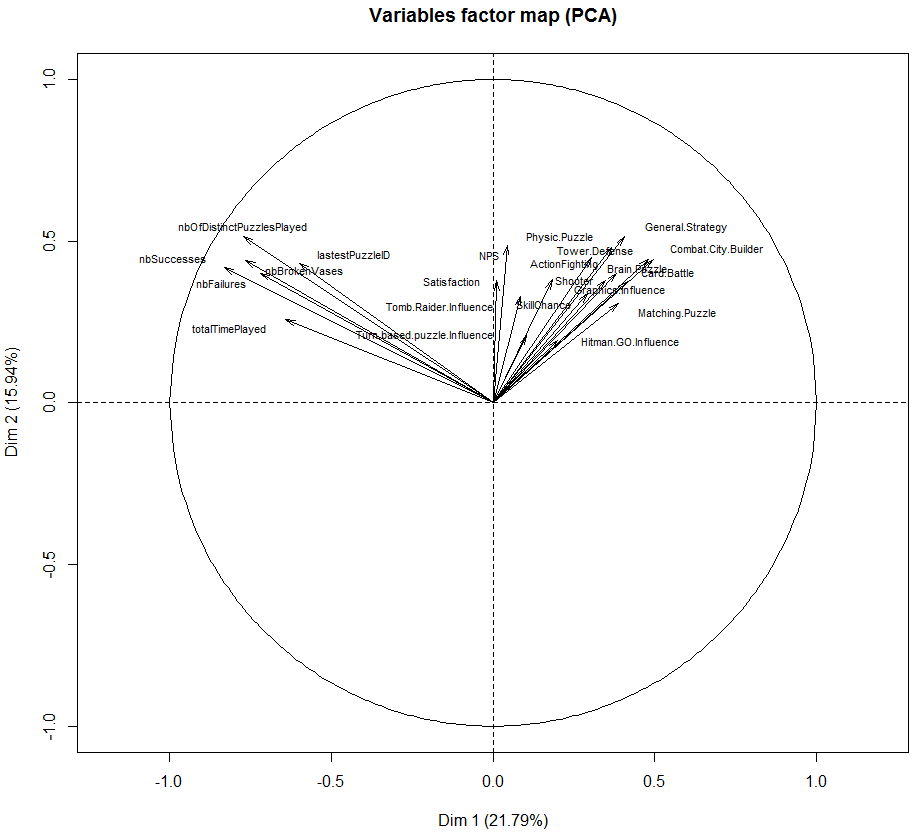 Variables factor map (PCA)
1.0
0.5
0.0
-0.5
-1.0
Dim 2 (15.94%)
nbOfDistinctPuzzlesPlayed
General.Strategy
Physic.Puzzle
NPS
Tower.Defense
Combat.City.Builder
lastestPuzzleID
nbSuccesses
ActionFighting
nbBrokenVases
Brain.Puzzle
Card.Battle
nbFailures
Satisfaction
Shooter
Graphics.Influence
Tomb.Raider.Influence
SkillChance
Matching.Puzzle
totalTimePlayed
Turn.based.puzzle.Influence
Hitman.GO.Influence
-1.0 -0.5 0.0 0.5 1.0
Dim 1 (21.79%)